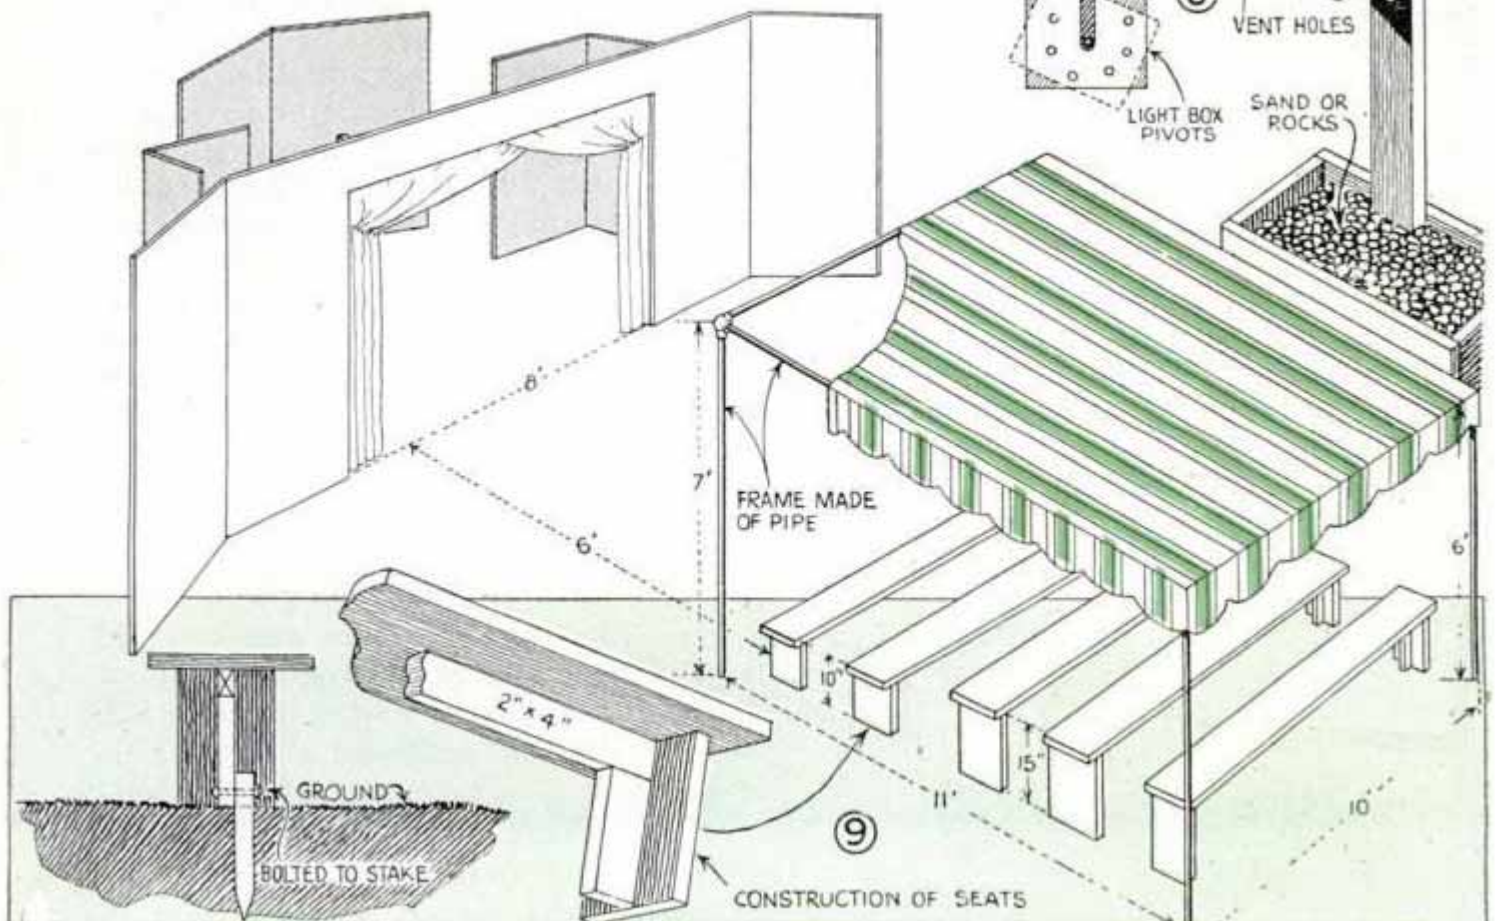 VENT HOLES
LIGHT BOX
PIVOTS
SAND OR
ROCKS
8'
7'
FRAME MADE
OF PIPE
6'
6'
10"
2" x 4"
15"
GROUND
11'
10'
⑨
BOLTED TO STAKE
CONSTRUCTION OF SEATS